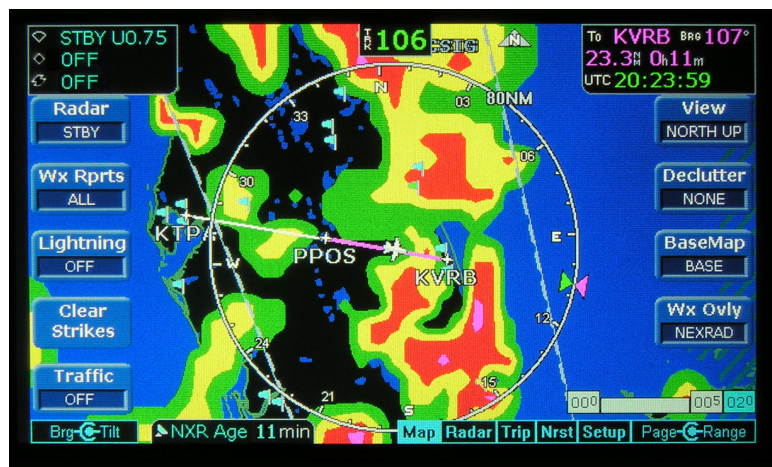 STBY U0.75
OFF
OFF
TRK 106°
To KVRB BRG 107°
23.3NM 0h11m
UTC 20:23:59
Radar
STBY
Wx Rprts
ALL
Lightning
OFF
Clear
Strikes
Traffic
OFF
View
NORTH UP
Declutter
NONE
BaseMap
BASE
Wx Ovly
NEXRAD
N
80NM
N
03
33
06
30
E
W
12
24
15
21
S
KTPA
PPOS
KVRB
000 005 020
Brg Tilt
NXR Age 11min
Map Radar Trip Nrst Setup
Page Range